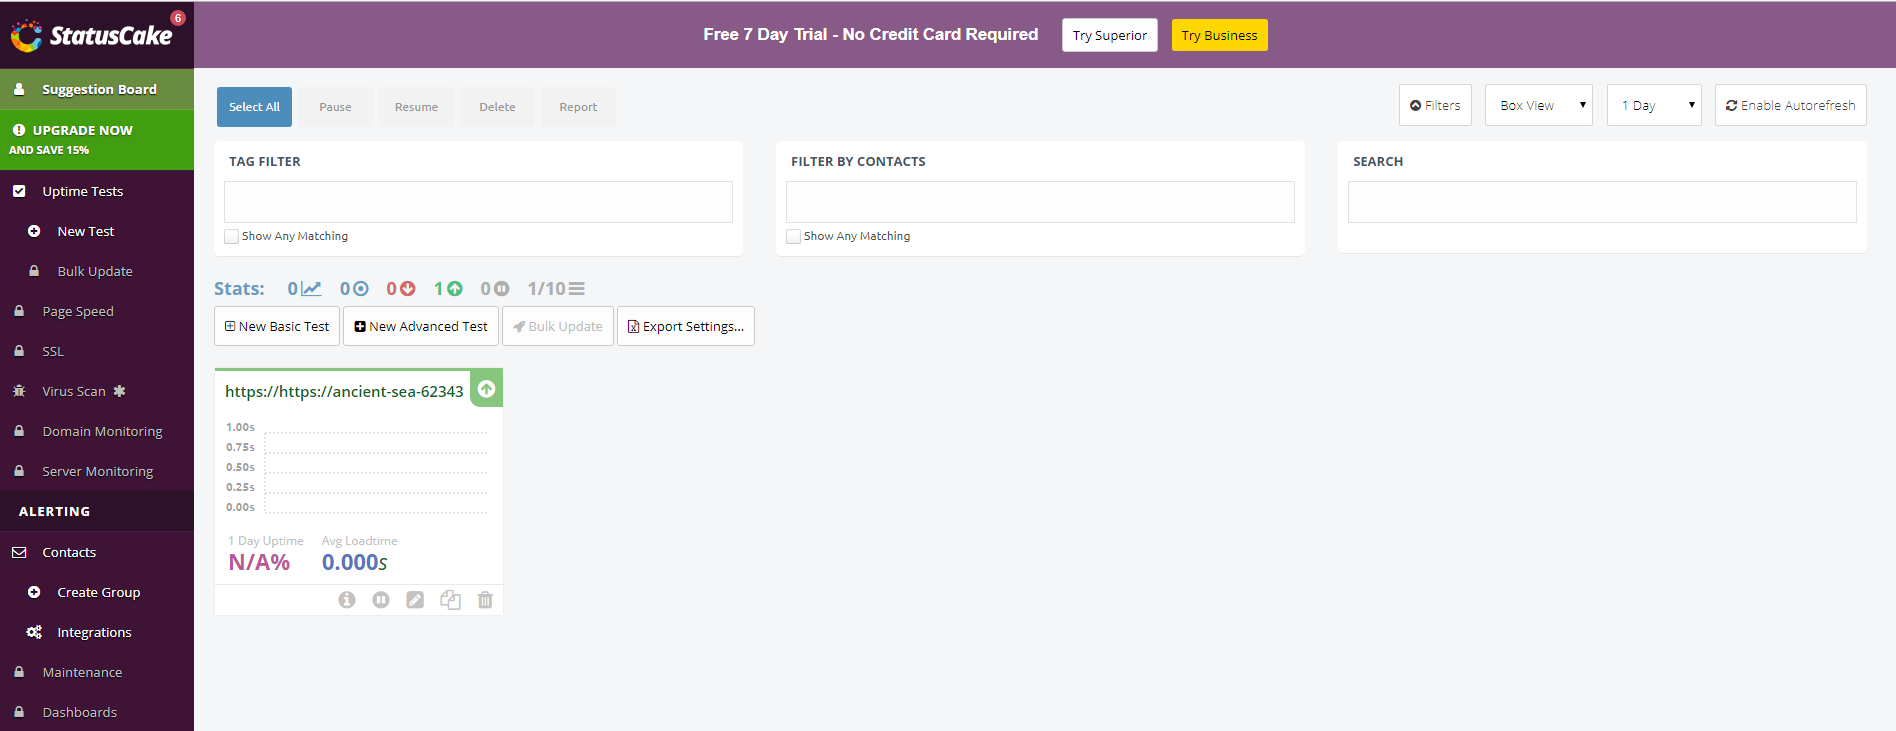 StatusCake
6
Free 7 Day Trial - No Credit Card Required
Try Superior
Try Business
Suggestion Board
UPGRADE NOW
AND SAVE 15%
Uptime Tests
New Test
Bulk Update
Page Speed
SSL
Virus Scan
Domain Monitoring
Server Monitoring
ALERTING
Contacts
Create Group
Integrations
Maintenance
Dashboards
Select All
Pause
Resume
Delete
Report
Filters
Box View
1 Day
Enable Autorefresh
TAG FILTER
Show Any Matching
FILTER BY CONTACTS
Show Any Matching
SEARCH
Stats: 0 0 0 1 0 1/10
New Basic Test
New Advanced Test
Bulk Update
Export Settings...
https://https://ancient-sea-62343
1.00s
0.75s
0.50s
0.25s
0.00s
1 Day Uptime
N/A%
Avg Loadtime
0.000s